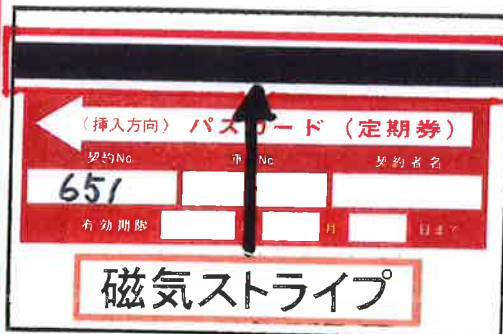 （挿入方向） パスカード（定期券）
契約No 車 No 契約者名
651
有効期限 月 日まで
磁気ストライプ